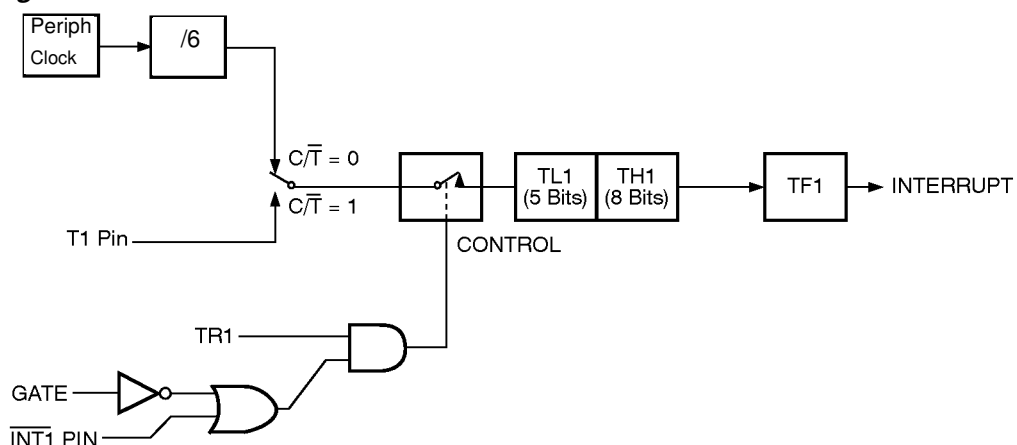 Periph
Clock
/6
C/T̅ = 0
C/T̅ = 1
T1 Pin
TL1
(5 Bits)
TH1
(8 Bits)
TF1
INTERRUPT
CONTROL
TR1
GATE
I̅N̅T̅1̅ PIN